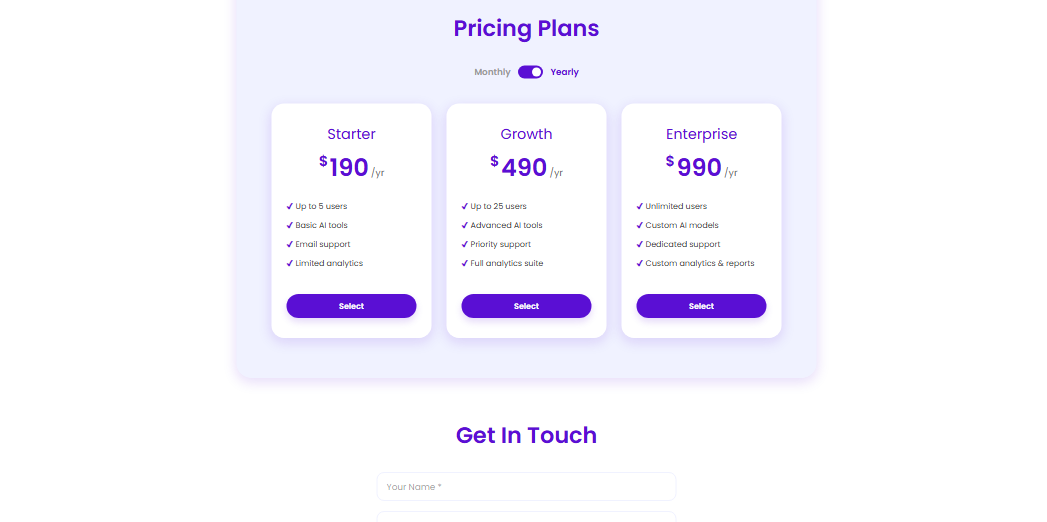 Pricing Plans
Monthly Yearly
Starter
$190 /yr
✔ Up to 5 users
✔ Basic AI tools
✔ Email support
✔ Limited analytics
Select
Growth
$490 /yr
✔ Up to 25 users
✔ Advanced AI tools
✔ Priority support
✔ Full analytics suite
Select
Enterprise
$990 /yr
✔ Unlimited users
✔ Custom AI models
✔ Dedicated support
✔ Custom analytics & reports
Select
Get In Touch
Your Name *